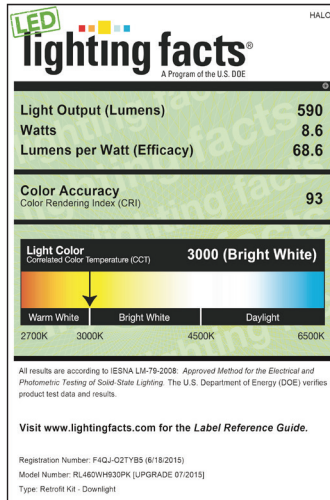 LED
HALO
lighting facts®
A Program of the U.S. DOE
Light Output (Lumens) 590
Watts 8.6
Lumens per Watt (Efficacy) 68.6
Color Accuracy
Color Rendering Index (CRI) 93
Light Color
Correlated Color Temperature (CCT) 3000 (Bright White)
Warm White Bright White Daylight
2700K 3000K 4500K 6500K
All results are according to IESNA LM-79-2008: Approved Method for the Electrical and
Photometric Testing of Solid-State Lighting. The U.S. Department of Energy (DOE) verifies
product test data and results.
Visit www.lightingfacts.com for the Label Reference Guide.
Registration Number: F4QJ-O2TYB5 (6/18/2015)
Model Number: RL460WH930PK [UPGRADE 07/2015]
Type: Retrofit Kit - Downlight